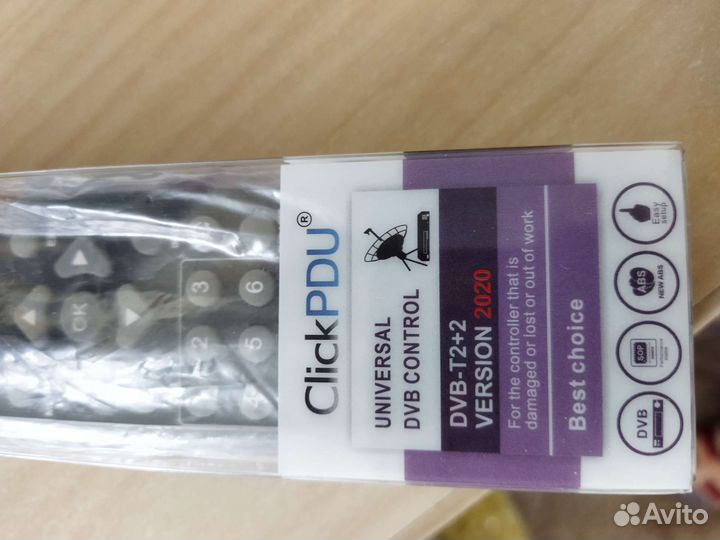 ClickPDU®
UNIVERSAL
DVB CONTROL
DVB-T2+2
VERSION 2020
For the controller that is
damaged or lost or out of work
Best choice
Easy
setup
ABS
NEW ABS
SOP
DVB
OK
3
6
2
5
Avito